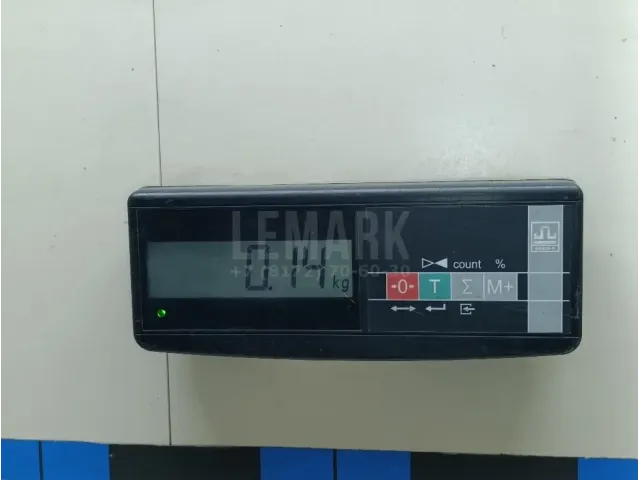 LEMARK
0.14 kg
count %
-0- T Σ M+